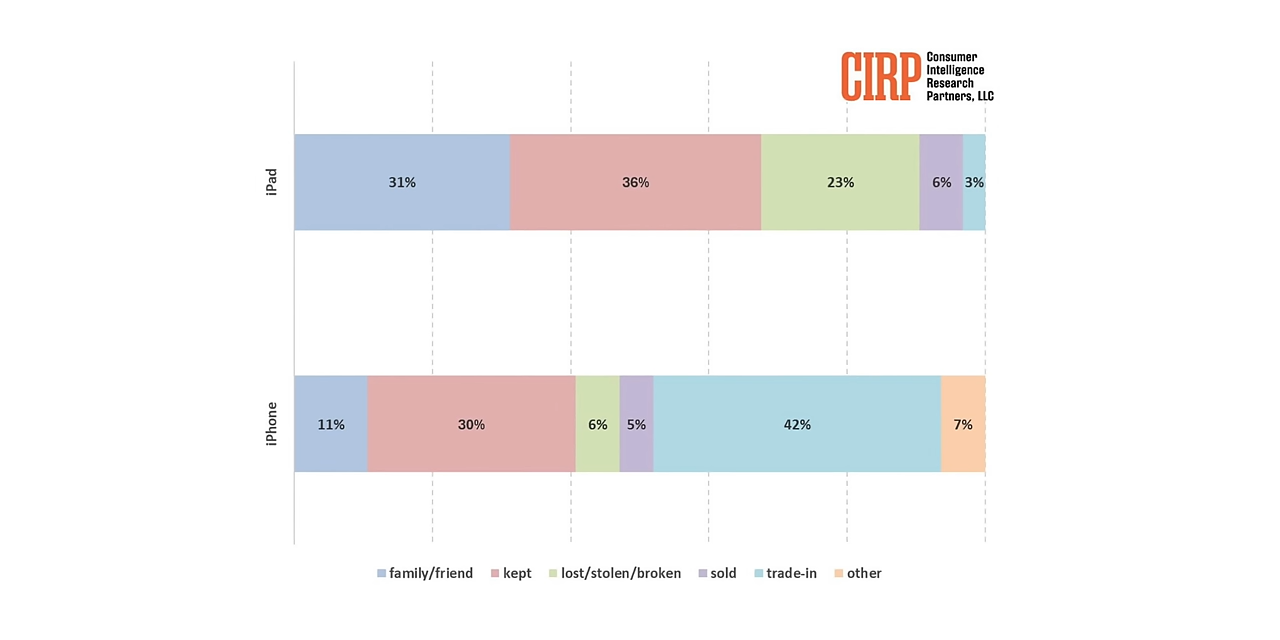 CIRP
Consumer
Intelligence
Research
Partners, LLC
iPad
31% 36% 23% 6% 3%
iPhone
11% 30% 6% 5% 42% 7%
family/friend kept lost/stolen/broken sold trade-in other